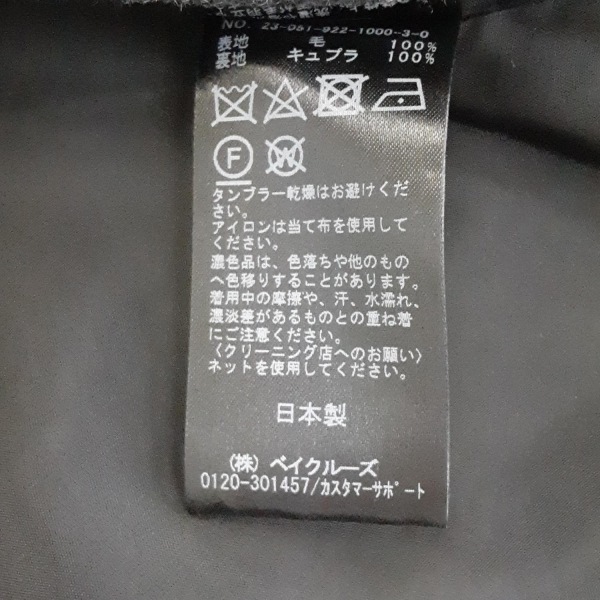 NO. 23-051-922-1000-3-0
表地 毛 100%
裏地 キュプラ 100%
F W
タンブラー乾燥はお避けくだ
さい。
アイロンは当て布を使用して
ください。
濃色品は、色落ちや他のもの
へ色移りすることがあります。
着用中の摩擦や、汗、水濡れ、
濃淡差があるものとの重ね着
にご注意ください。
〈クリーニング店へのお願い〉
ネットを使用してください。
日本製
(株) ベイクルーズ
0120-301457/カスタマーサポート